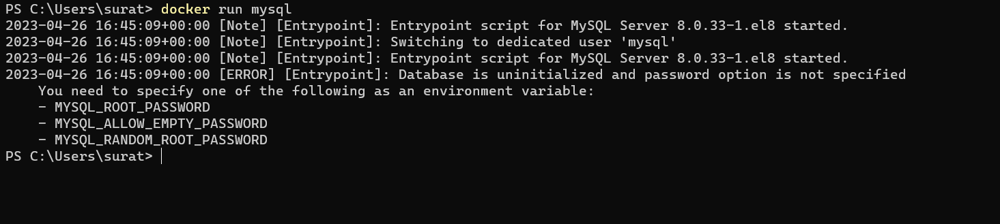 PS C:\Users\surat> docker run mysql
2023-04-26 16:45:09+00:00 [Note] [Entrypoint]: Entrypoint script for MySQL Server 8.0.33-1.el8 started.
2023-04-26 16:45:09+00:00 [Note] [Entrypoint]: Switching to dedicated user 'mysql'
2023-04-26 16:45:09+00:00 [Note] [Entrypoint]: Entrypoint script for MySQL Server 8.0.33-1.el8 started.
2023-04-26 16:45:09+00:00 [ERROR] [Entrypoint]: Database is uninitialized and password option is not specified
    You need to specify one of the following as an environment variable:
    - MYSQL_ROOT_PASSWORD
    - MYSQL_ALLOW_EMPTY_PASSWORD
    - MYSQL_RANDOM_ROOT_PASSWORD
PS C:\Users\surat>